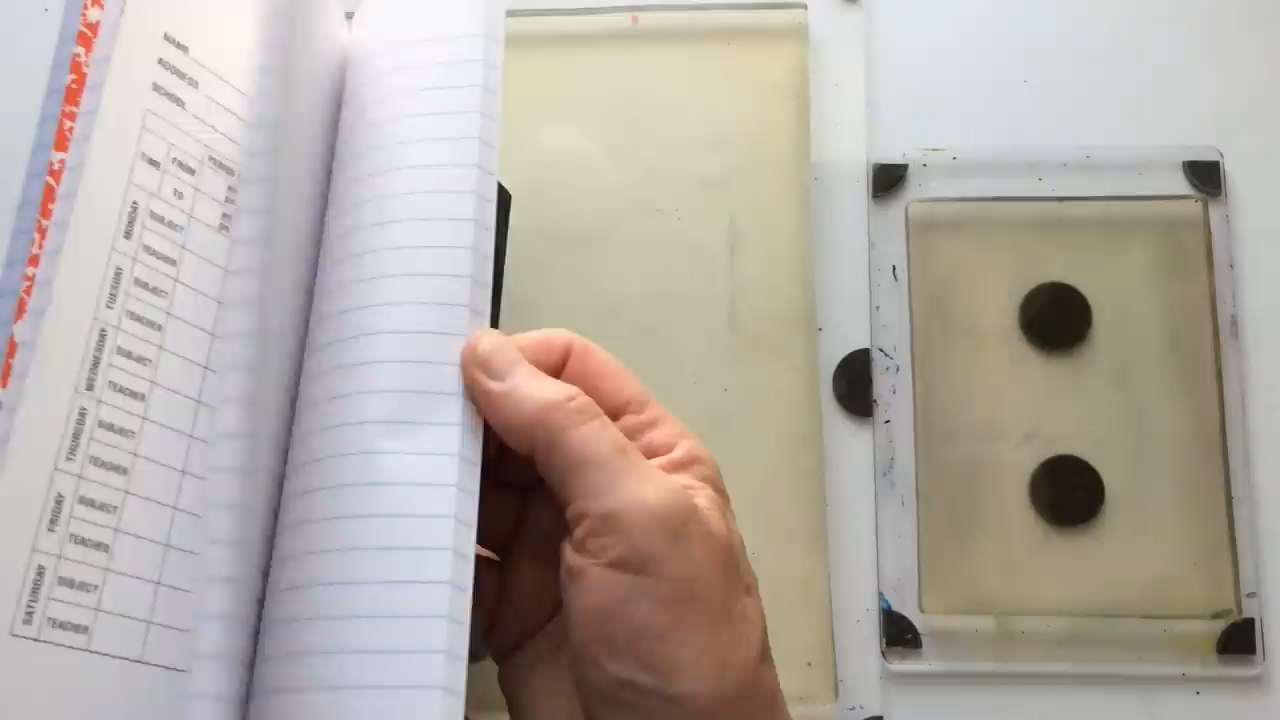 NAME
ADDRESS
SCHOOL
TIME FROM PERIOD
TO
MONDAY SUBJECT
TEACHER
TUESDAY SUBJECT
TEACHER
WEDNESDAY SUBJECT
TEACHER
THURSDAY SUBJECT
TEACHER
FRIDAY SUBJECT
TEACHER
SATURDAY SUBJECT
TEACHER